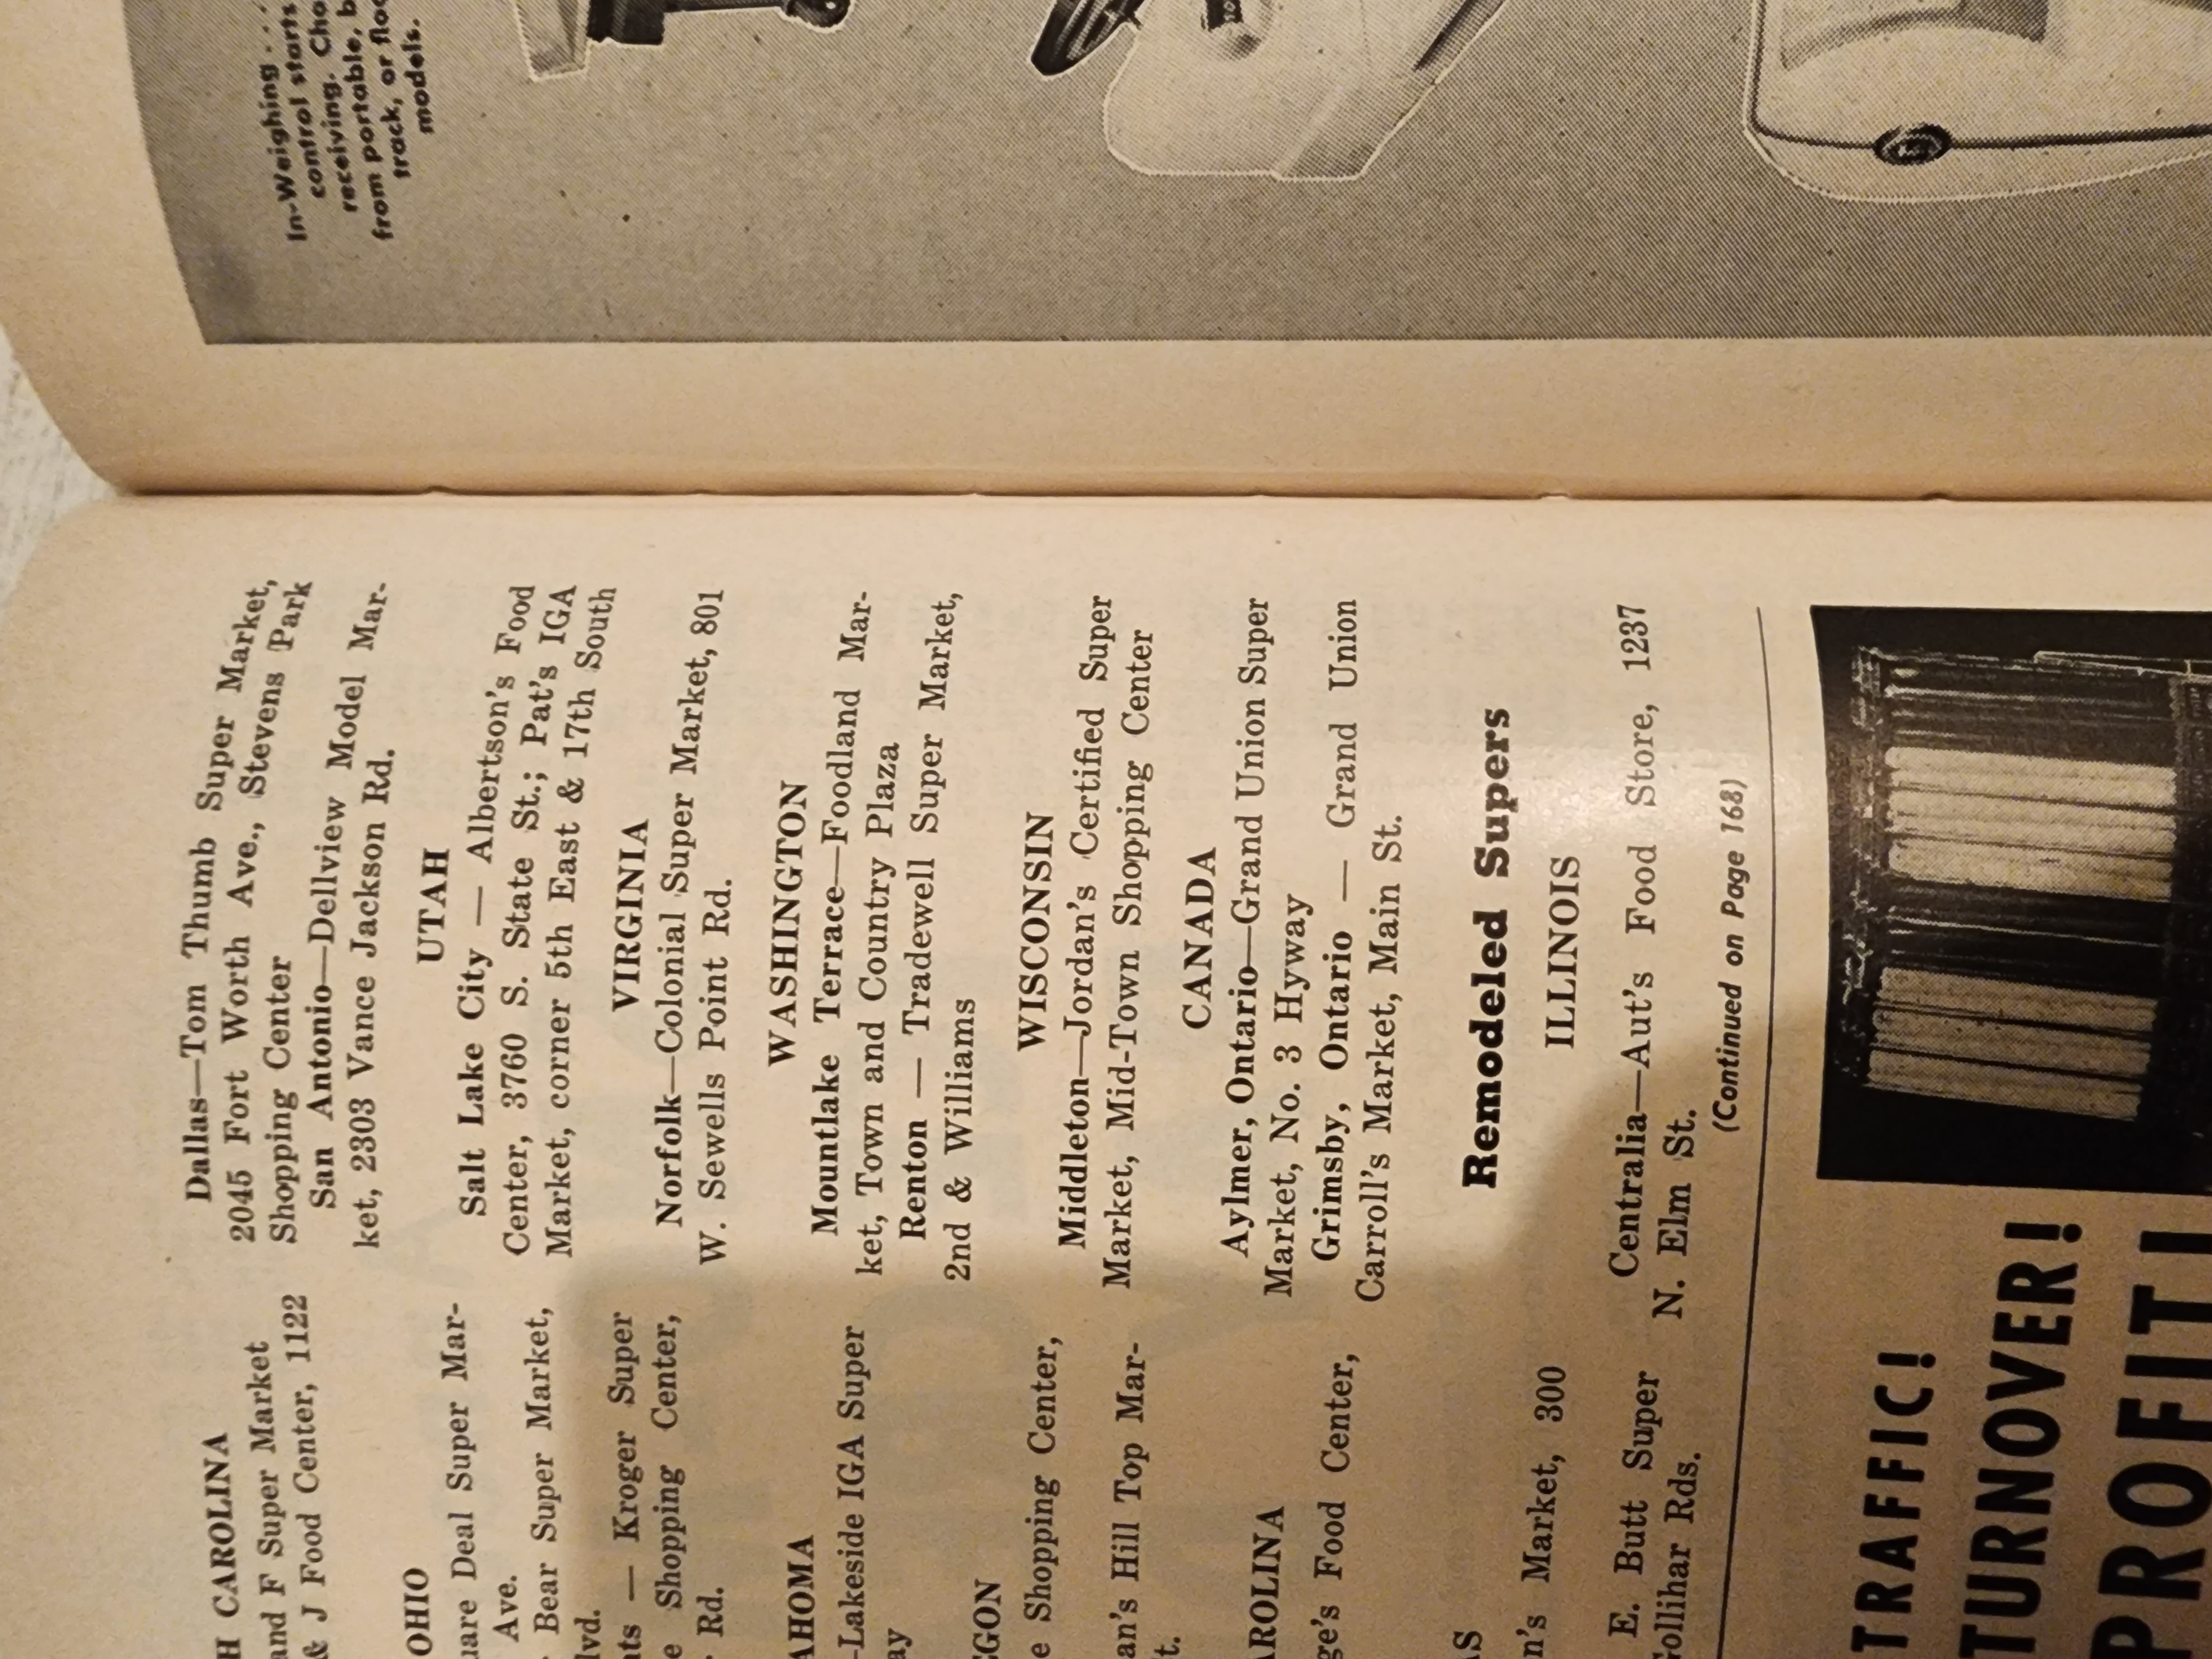 H CAROLINA
and F Super Market
& J Food Center, 1122
OHIO
uare Deal Super Mar-
Ave.
Bear Super Market,
lvd.
ts — Kroger Super
e Shopping Center,
Rd.
AHOMA
-Lakeside IGA Super
ay
GON
e Shopping Center,
an's Hill Top Mar-
t.
AROLINA
ge's Food Center,
AS
n's Market, 300
E. Butt Super
Gollihar Rds.
Dallas—Tom Thumb Super Market,
2045 Fort Worth Ave., Stevens Park
Shopping Center
San Antonio—Dellview Model Mar-
ket, 2303 Vance Jackson Rd.
UTAH
Salt Lake City — Albertson's Food
Center, 3760 S. State St.; Pat's IGA
Market, corner 5th East & 17th South
VIRGINIA
Norfolk—Colonial Super Market, 801
W. Sewells Point Rd.
WASHINGTON
Mountlake Terrace—Foodland Mar-
ket, Town and Country Plaza
Renton — Tradewell Super Market,
2nd & Williams
WISCONSIN
Middleton—Jordan's Certified Super
Market, Mid-Town Shopping Center
CANADA
Aylmer, Ontario—Grand Union Super
Market, No. 3 Hyway
Grimsby, Ontario — Grand Union
Carroll's Market, Main St.
Remodeled Supers
ILLINOIS
Centralia—Aut's Food Store, 1237
N. Elm St.
(Continued on Page 168)
TRAFFIC!
TURNOVER!
PROFIT!
In-Weighing . . .
control starts
receiving. Cho
from portable, b
track, or floo
models.